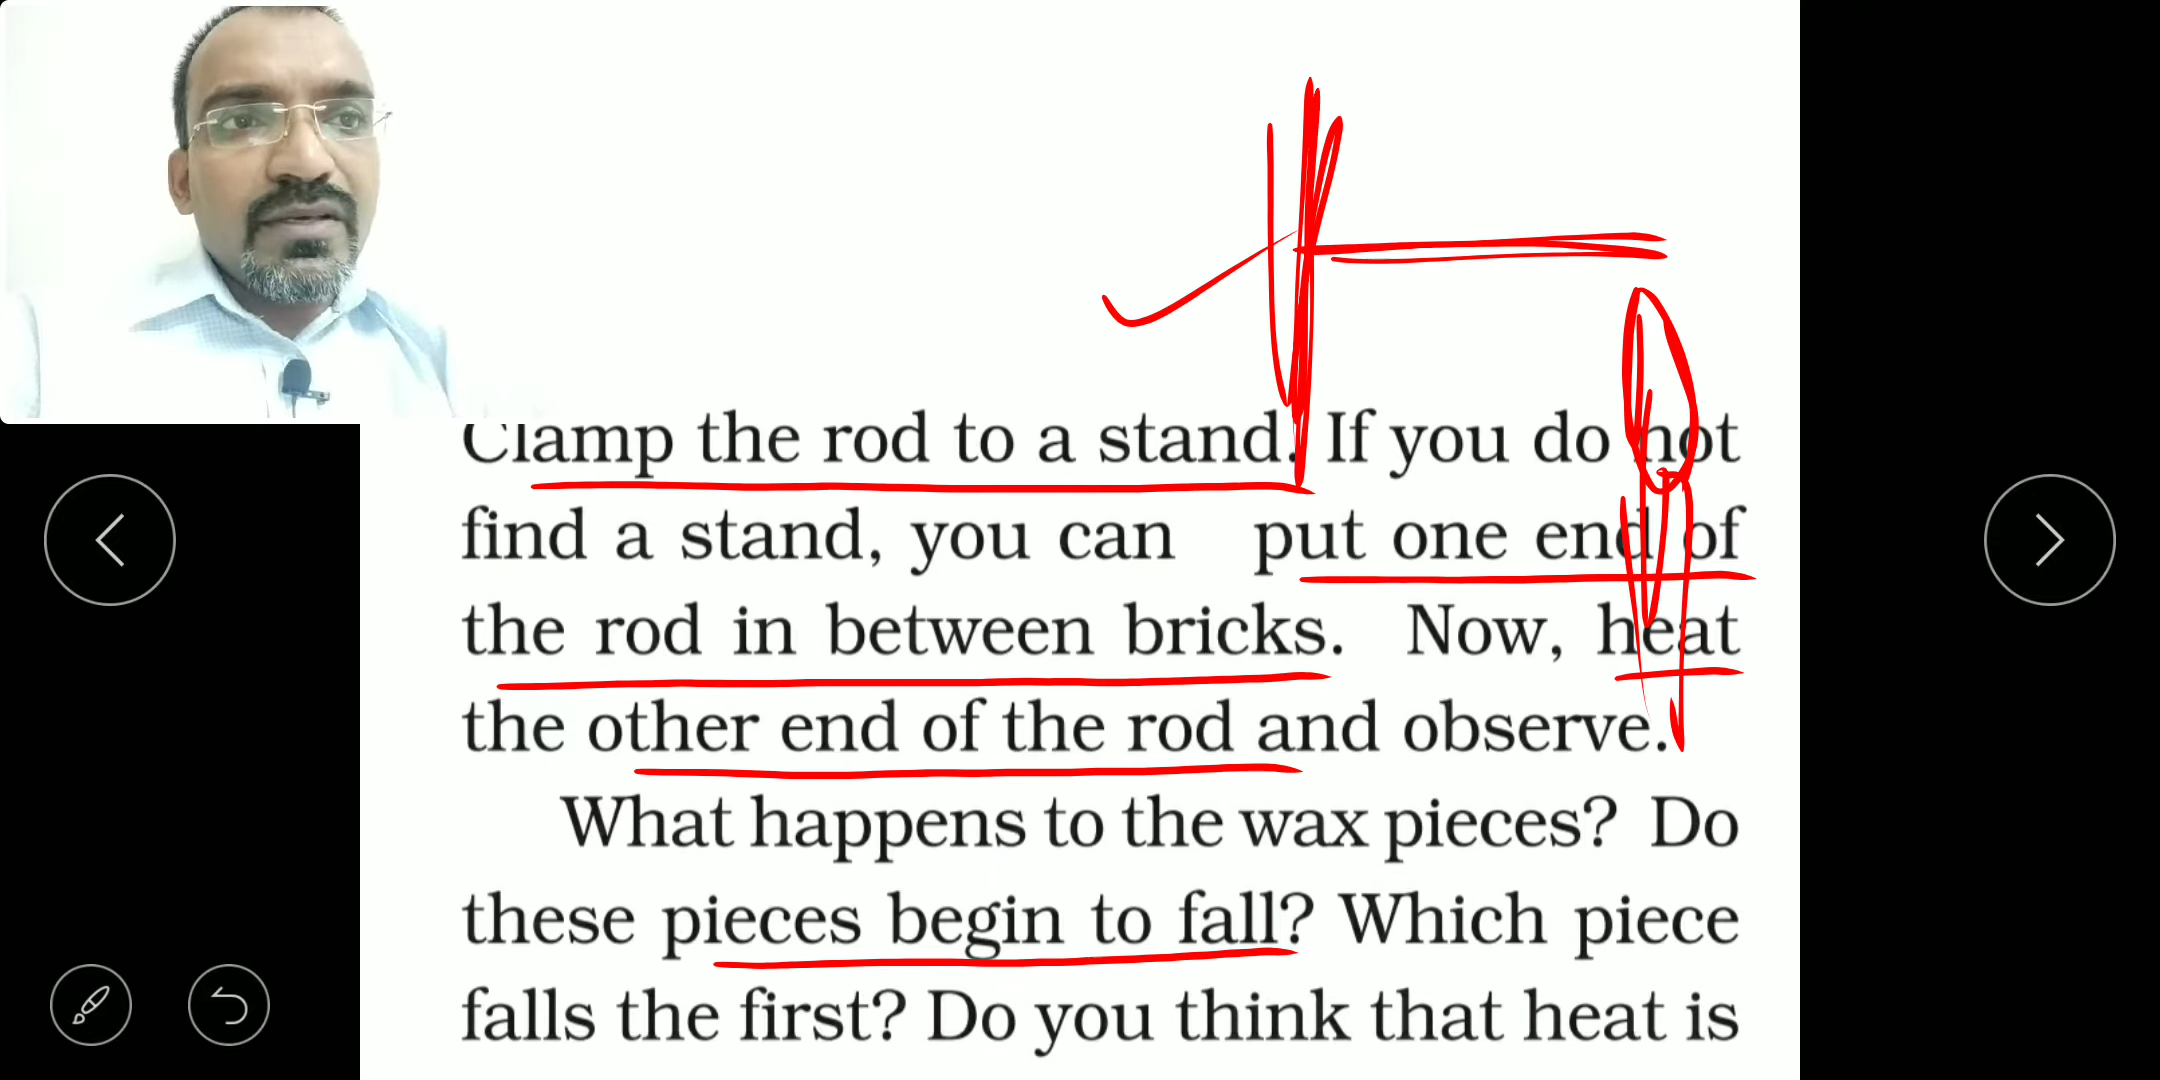 Clamp the rod to a stand. If you do not
find a stand, you can put one end of
the rod in between bricks. Now, heat
the other end of the rod and observe.
What happens to the wax pieces? Do
these pieces begin to fall? Which piece
falls the first? Do you think that heat is